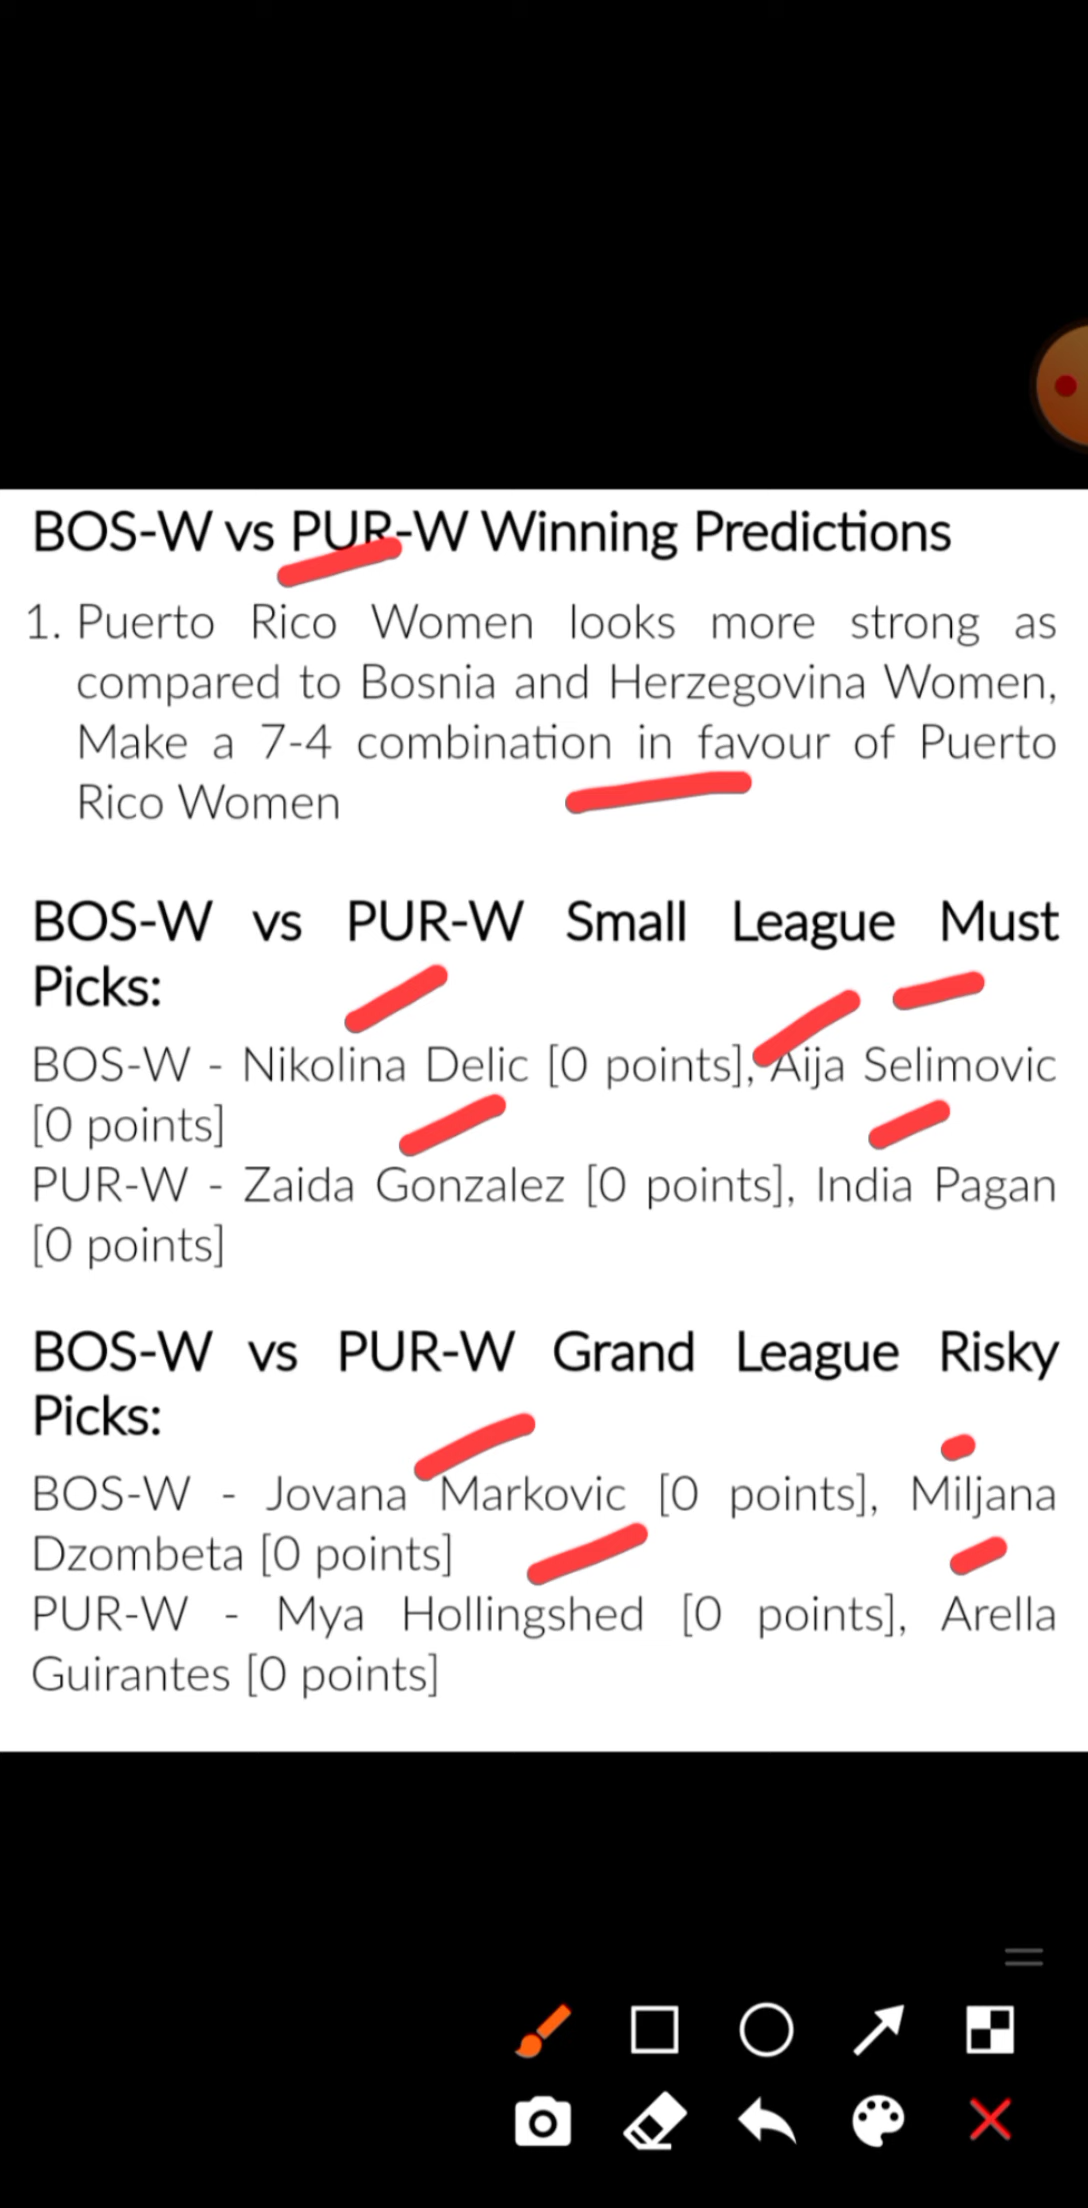 BOS-W vs PUR-W Winning Predictions
1. Puerto Rico Women looks more strong as
compared to Bosnia and Herzegovina Women,
Make a 7-4 combination in favour of Puerto
Rico Women
BOS-W vs PUR-W Small League Must
Picks:
BOS-W - Nikolina Delic [0 points], Aija Selimovic
[0 points]
PUR-W - Zaida Gonzalez [0 points], India Pagan
[0 points]
BOS-W vs PUR-W Grand League Risky
Picks:
BOS-W - Jovana Markovic [0 points], Miljana
Dzombeta [0 points]
PUR-W - Mya Hollingshed [0 points], Arella
Guirantes [0 points]